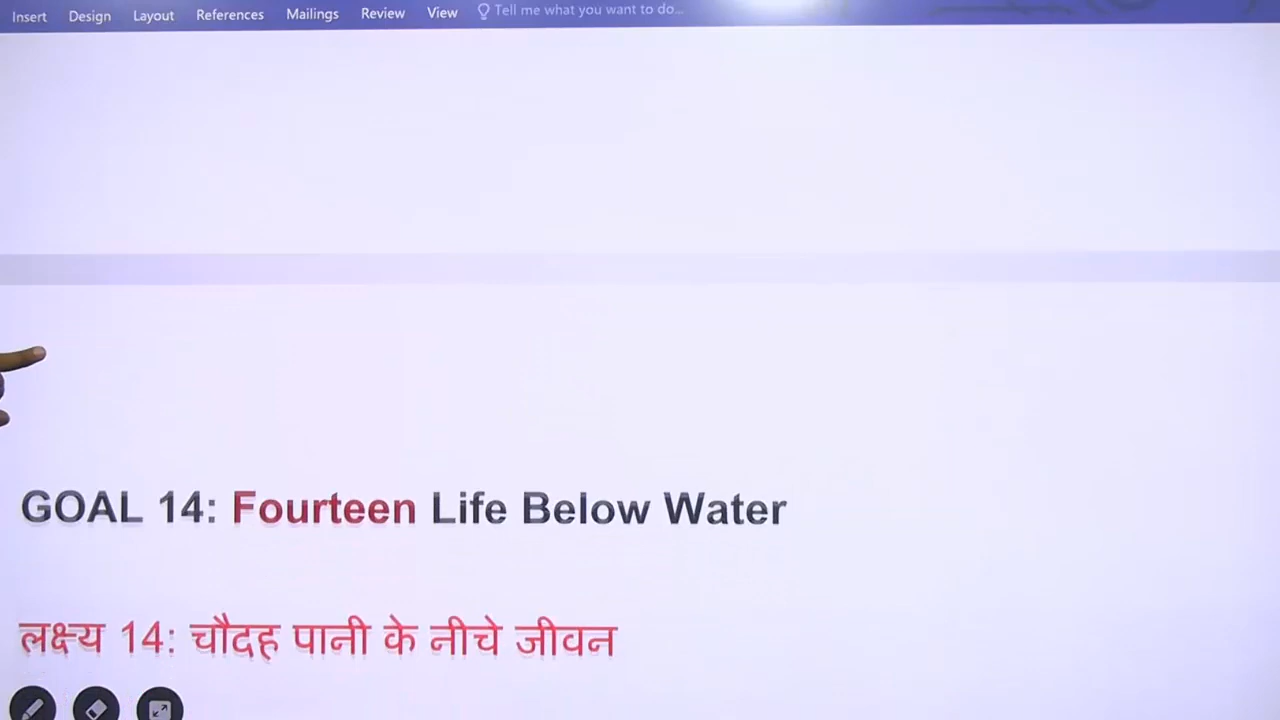 Insert Design Layout References Mailings Review View Tell me what you want to do...
GOAL 14: Fourteen Life Below Water
लक्ष्य 14: चौदह पानी के नीचे जीवन